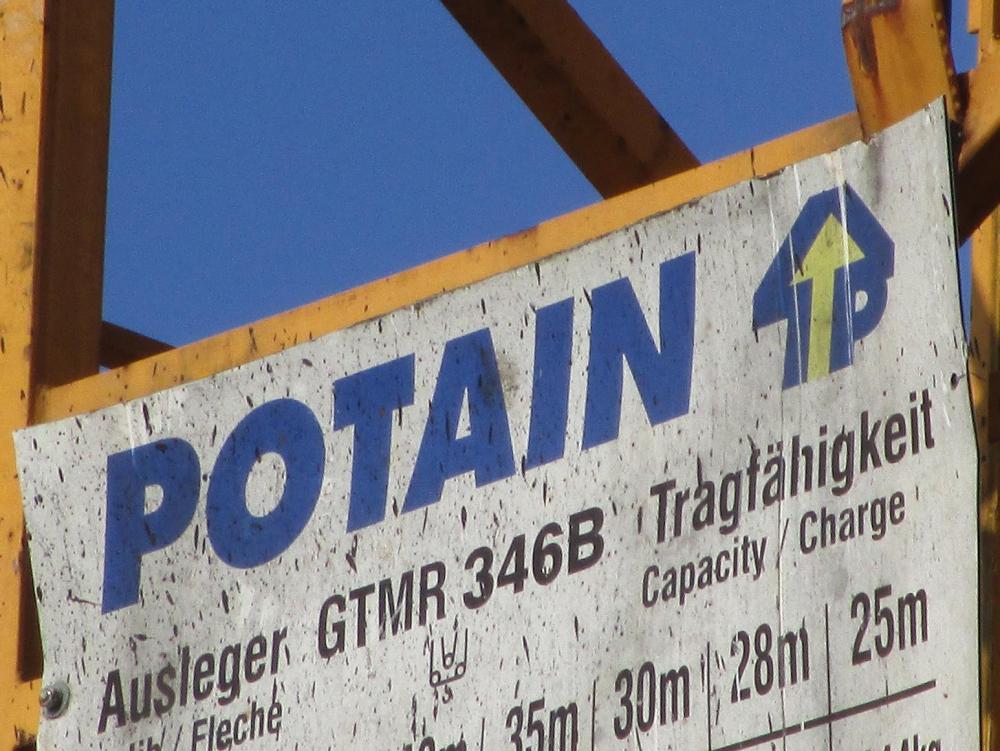 POTAIN
GTMR 346B
Tragfähigkeit
Capacity / Charge
Ausleger
/ Fleche
35m 30m 28m 25m